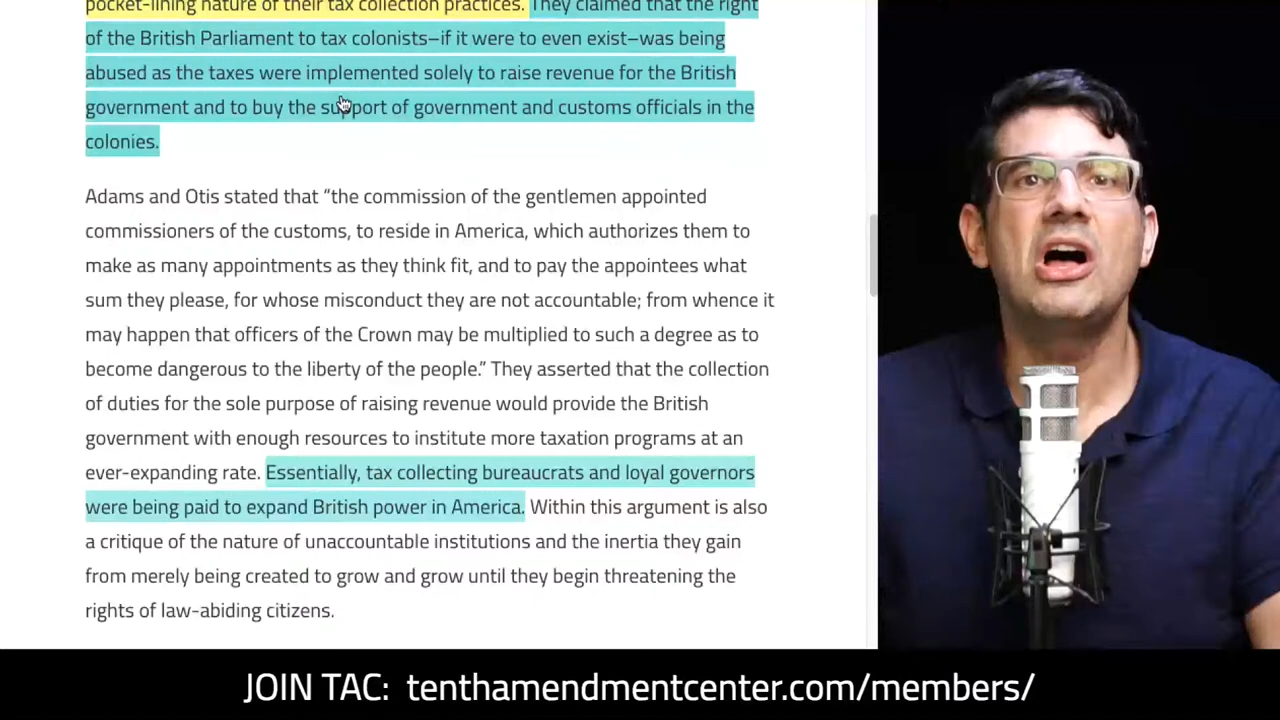 pocket-lining nature of their tax collection practices. They claimed that the right
of the British Parliament to tax colonists–if it were to even exist–was being
abused as the taxes were implemented solely to raise revenue for the British
government and to buy the support of government and customs officials in the
colonies.
Adams and Otis stated that “the commission of the gentlemen appointed
commissioners of the customs, to reside in America, which authorizes them to
make as many appointments as they think fit, and to pay the appointees what
sum they please, for whose misconduct they are not accountable; from whence it
may happen that officers of the Crown may be multiplied to such a degree as to
become dangerous to the liberty of the people.” They asserted that the collection
of duties for the sole purpose of raising revenue would provide the British
government with enough resources to institute more taxation programs at an
ever-expanding rate. Essentially, tax collecting bureaucrats and loyal governors
were being paid to expand British power in America. Within this argument is also
a critique of the nature of unaccountable institutions and the inertia they gain
from merely being created to grow and grow until they begin threatening the
rights of law-abiding citizens.
JOIN TAC: tenthamendmentcenter.com/members/